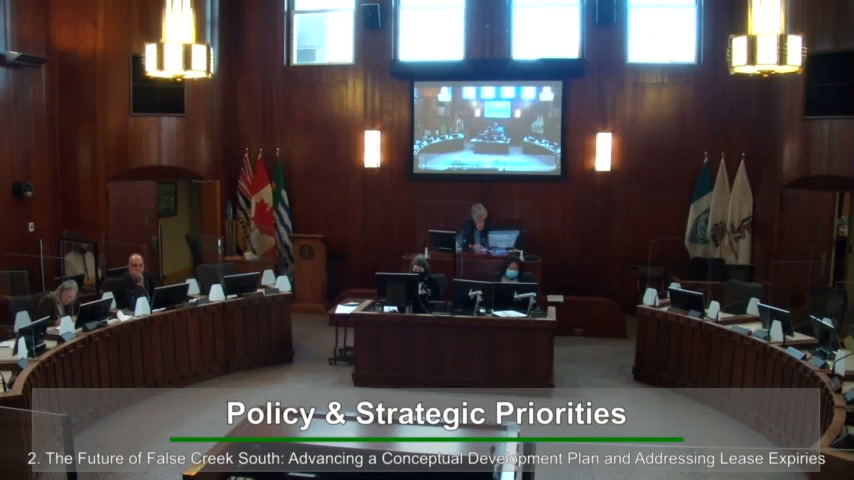 Policy & Strategic Priorities
2. The Future of False Creek South: Advancing a Conceptual Development Plan and Addressing Lease Expiries